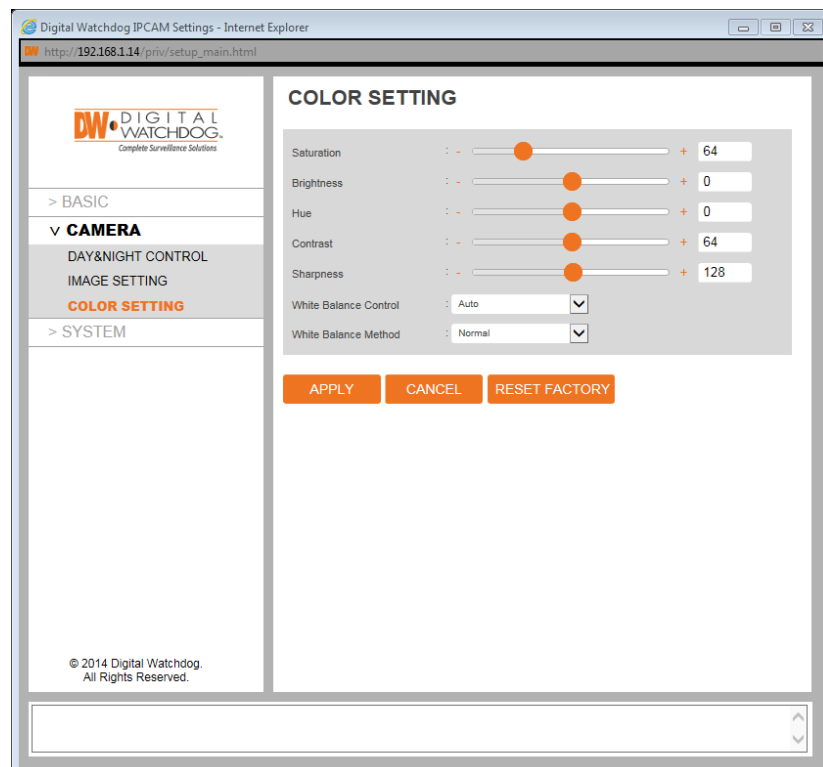 Digital Watchdog IPCAM Settings - Internet Explorer
http://192.168.1.14/priv/setup_main.html
DW DIGITAL
WATCHDOG®
Complete Surveillance Solutions
> BASIC
v CAMERA
DAY&NIGHT CONTROL
IMAGE SETTING
COLOR SETTING
> SYSTEM
© 2014 Digital Watchdog.
All Rights Reserved.
COLOR SETTING
Saturation : - + 64
Brightness : - + 0
Hue : - + 0
Contrast : - + 64
Sharpness : - + 128
White Balance Control : Auto
White Balance Method : Normal
APPLY CANCEL RESET FACTORY